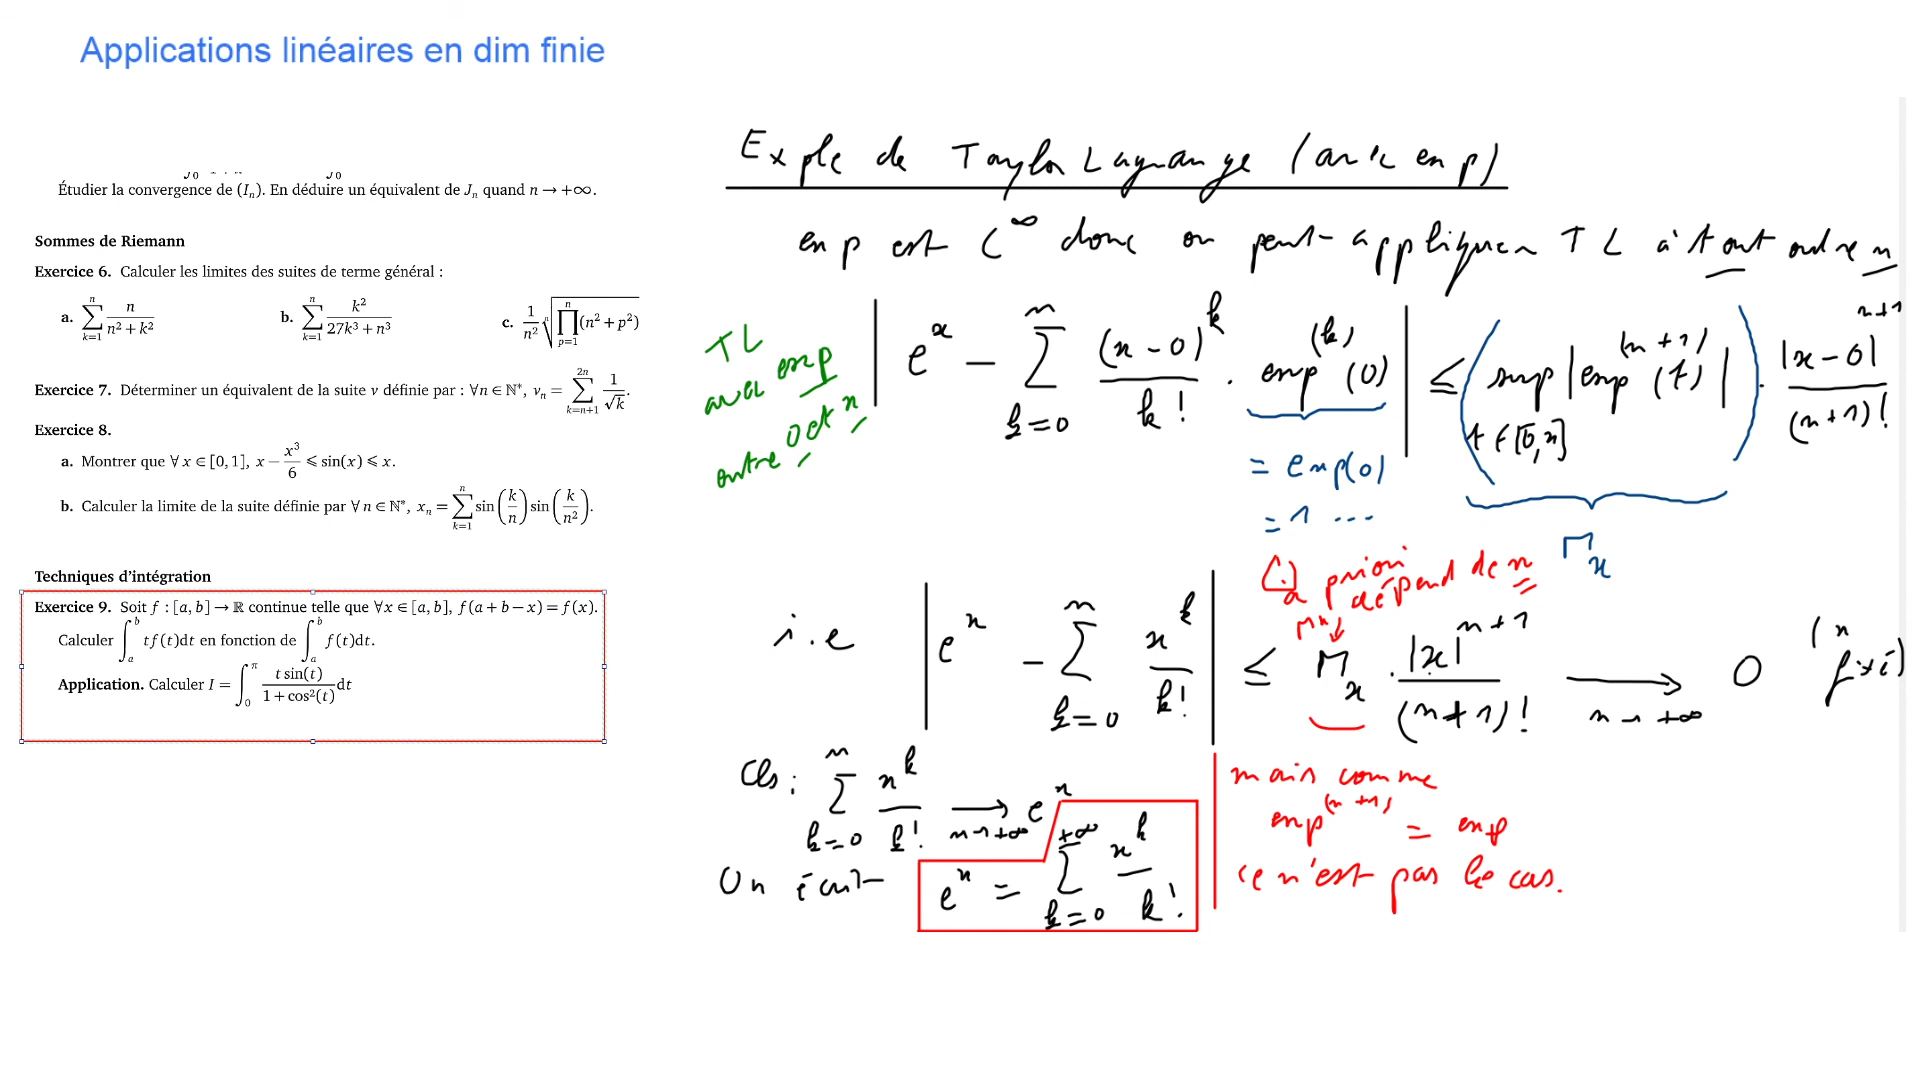 Applications linéaires en dim finie
Étudier la convergence de (Iₙ). En déduire un équivalent de Jₙ quand n → +∞.
Sommes de Riemann
Exercice 6. Calculer les limites des suites de terme général :
a. ∑_{k=1}^{n} n/(n²+k²) b. ∑_{k=1}^{n} k²/(27k³+n³) c. 1/n² ⁿ√(∏_{p=1}^{n} (n²+p²))
Exercice 7. Déterminer un équivalent de la suite v définie par : ∀n ∈ ℕ*, vₙ = ∑_{k=n+1}^{2n} 1/√k.
Exercice 8.
a. Montrer que ∀x ∈ [0,1], x − x³/6 ⩽ sin(x) ⩽ x.
b. Calculer la limite de la suite définie par ∀n ∈ ℕ*, xₙ = ∑_{k=1}^{n} sin(k/n) sin(k/n²).
Techniques d'intégration
Exercice 9. Soit f : [a,b] → ℝ continue telle que ∀x ∈ [a,b], f(a+b−x) = f(x).
Calculer ∫_a^b tf(t)dt en fonction de ∫_a^b f(t)dt.
Application. Calculer I = ∫_0^π t sin(t)/(1+cos²(t)) dt
Exple de Taylor Lagrange (avec exp)
exp est C^∞ donc on peut appliquer TL à tout ordre n
TL avec exp entre 0 et x
|e^x − ∑_{k=0}^{n} (x−0)^k/k! · exp^{(k)}(0)| ≤ (sup_{t∈[0,x]} |exp^{(n+1)}(t)|) · |x−0|^{n+1}/(n+1)!
= exp(0)
= 1 ...
M_x
(!) a priori
dépend de n
i.e |e^x − ∑_{k=0}^{n} x^k/k!| ≤ M_x · |x|^{n+1}/(n+1)! ⟶_{n→+∞} 0 (x fixé)
Cls : ∑_{k=0}^{n} x^k/k! ⟶_{n→+∞} e^x
On écrit e^x = ∑_{k=0}^{+∞} x^k/k!
mais comme
exp^{(n+1)} = exp
ce n'est pas le cas.